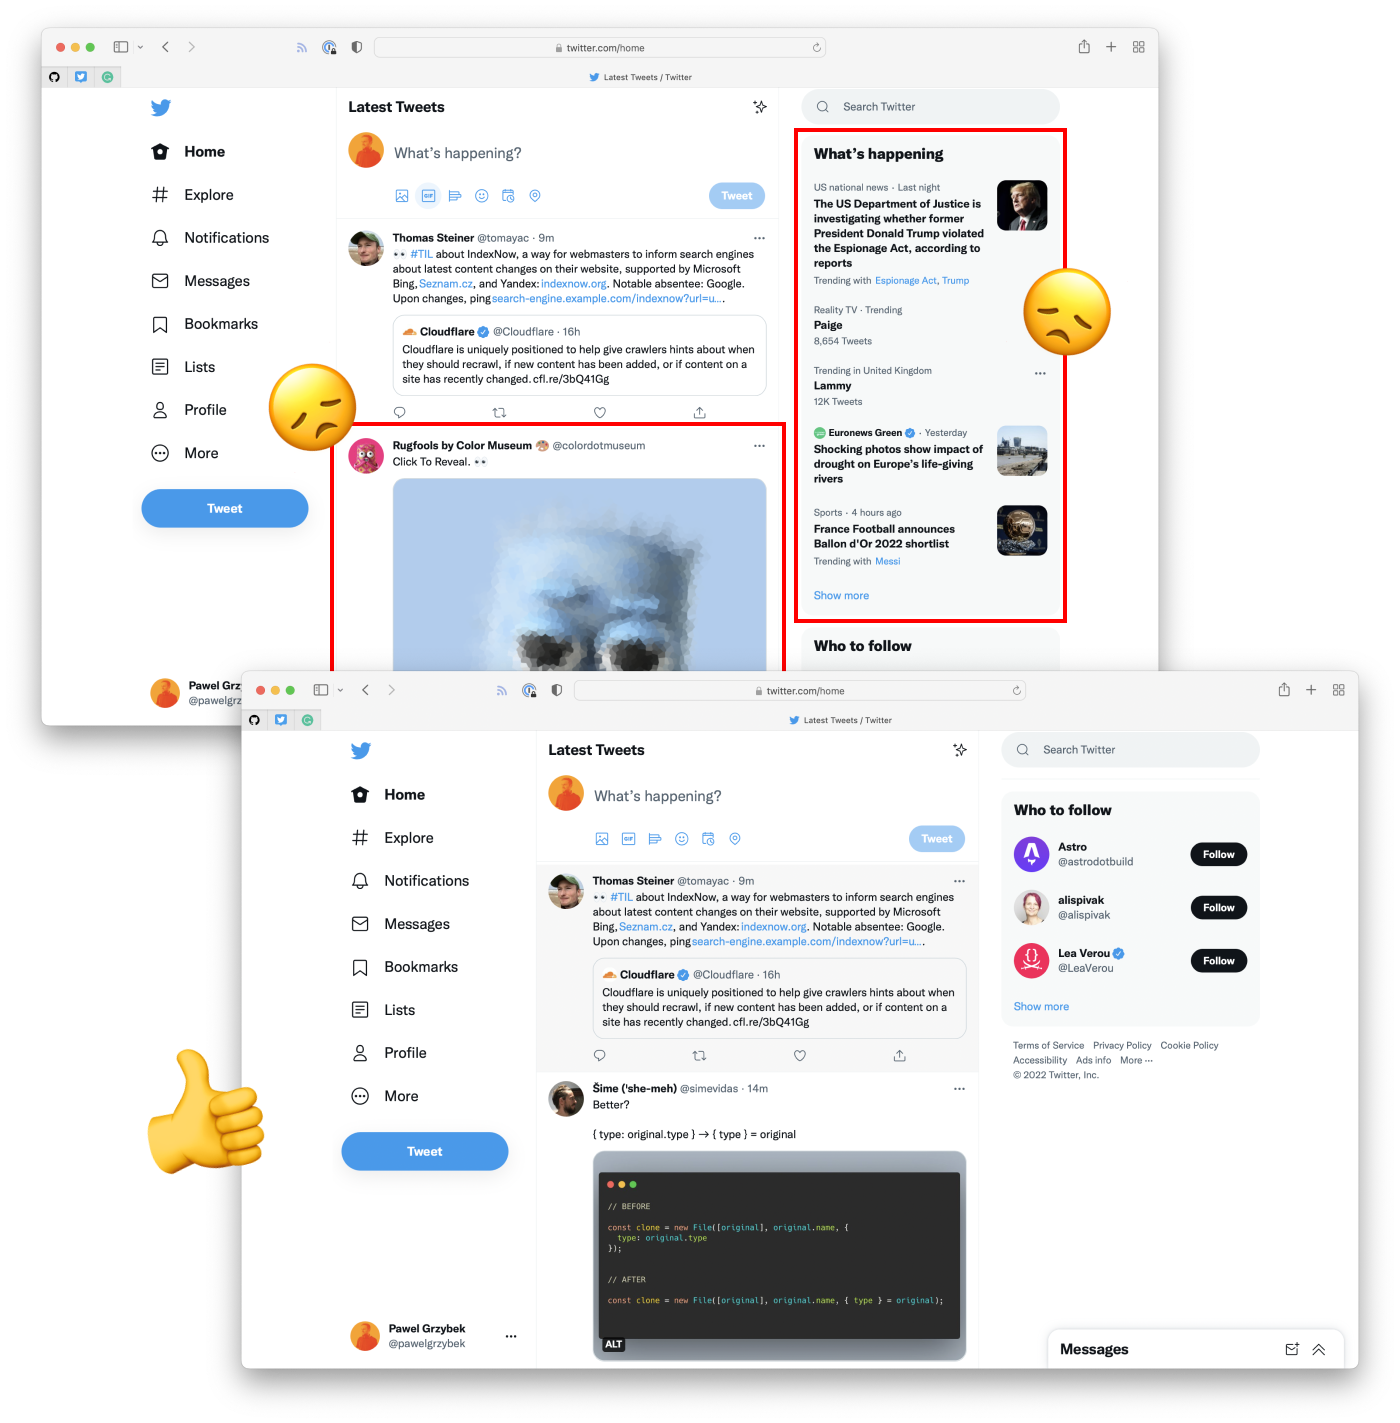 twitter.com/home
Latest Tweets / Twitter
Home
Explore
Notifications
Messages
Bookmarks
Lists
Profile
More
Tweet
Pawel Grzy
@pawelgrz
Latest Tweets
What's happening?
GIF
Tweet
Thomas Steiner @tomayac · 9m
#TIL about IndexNow, a way for webmasters to inform search engines
about latest content changes on their website, supported by Microsoft
Bing, Seznam.cz, and Yandex: indexnow.org. Notable absentee: Google.
Upon changes, ping search-engine.example.com/indexnow?url=u….
Cloudflare @Cloudflare · 16h
Cloudflare is uniquely positioned to help give crawlers hints about when
they should recrawl, if new content has been added, or if content on a
site has recently changed. cfl.re/3bQ41Gg
Rugfools by Color Museum @colordotmuseum
Click To Reveal.
Search Twitter
What's happening
US national news · Last night
The US Department of Justice is
investigating whether former
President Donald Trump violated
the Espionage Act, according to
reports
Trending with Espionage Act, Trump
Reality TV · Trending
Paige
8,654 Tweets
Trending in United Kingdom
Lammy
12K Tweets
Euronews Green · Yesterday
Shocking photos show impact of
drought on Europe's life-giving
rivers
Sports · 4 hours ago
France Football announces
Ballon d'Or 2022 shortlist
Trending with Messi
Show more
Who to follow
twitter.com/home
Latest Tweets / Twitter
Home
Explore
Notifications
Messages
Bookmarks
Lists
Profile
More
Tweet
Pawel Grzybek
@pawelgrzybek
Latest Tweets
What's happening?
GIF
Tweet
Thomas Steiner @tomayac · 9m
#TIL about IndexNow, a way for webmasters to inform search engines
about latest content changes on their website, supported by Microsoft
Bing, Seznam.cz, and Yandex: indexnow.org. Notable absentee: Google.
Upon changes, ping search-engine.example.com/indexnow?url=u….
Cloudflare @Cloudflare · 16h
Cloudflare is uniquely positioned to help give crawlers hints about when
they should recrawl, if new content has been added, or if content on a
site has recently changed. cfl.re/3bQ41Gg
Šime (ˈshe-meh) @simevidas · 14m
Better?
{ type: original.type } → { type } = original
// BEFORE
const clone = new File([original], original.name, {
type: original.type
});
// AFTER
const clone = new File([original], original.name, { type } = original);
ALT
Search Twitter
Who to follow
Astro
@astrodotbuild
Follow
alispivak
@alispivak
Follow
Lea Verou
@LeaVerou
Follow
Show more
Terms of Service Privacy Policy Cookie Policy
Accessibility Ads info More ···
© 2022 Twitter, Inc.
Messages